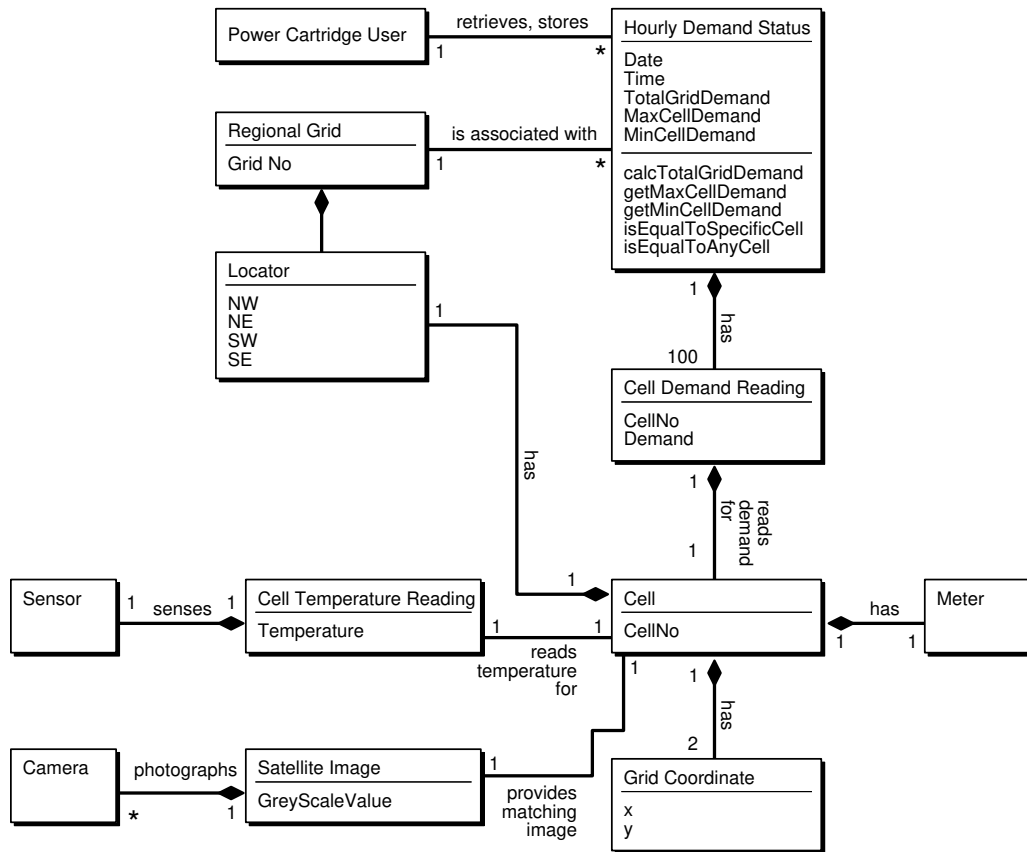 Power Cartridge User
retrieves, stores
1
*
Hourly Demand Status
Date
Time
TotalGridDemand
MaxCellDemand
MinCellDemand
calcTotalGridDemand
getMaxCellDemand
getMinCellDemand
isEqualToSpecificCell
isEqualToAnyCell
Regional Grid
Grid No
is associated with
1
*
Locator
NW
NE
SW
SE
1
1
has
100
Cell Demand Reading
CellNo
Demand
has
1
reads
demand
for
1
Sensor
1
senses
1
Cell Temperature Reading
Temperature
1
1
1
reads
temperature
for
Cell
CellNo
has
1
1
Meter
1
1
has
2
Camera
photographs
*
1
Satellite Image
GreyScaleValue
1
provides
matching
image
Grid Coordinate
x
y